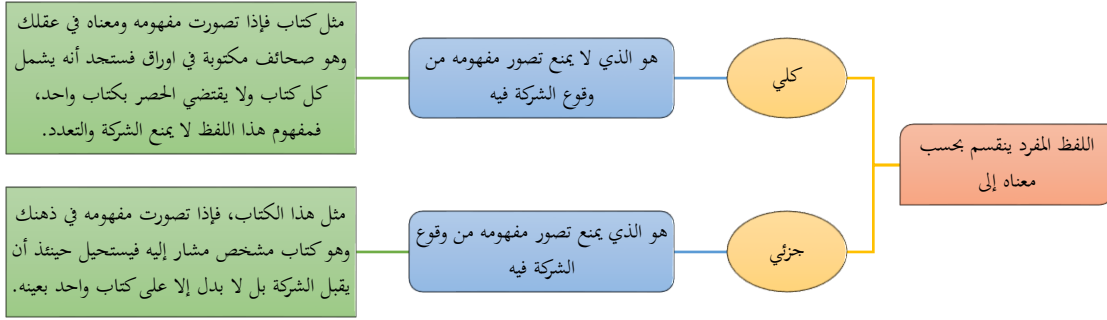 اللفظ المفرد ينقسم بحسب
معناه إلى
كلي
هو الذي لا يمنع تصور مفهومه من
وقوع الشركة فيه
مثل كتاب فإذا تصورت مفهومه ومعناه في عقلك
وهو صحائف مكتوبة في اوراق فستجد أنه يشمل
كل كتاب ولا يقتضي الحصر بكتاب واحد،
فمفهوم هذا اللفظ لا يمنع الشركة والتعدد.
جزئي
هو الذي يمنع تصور مفهومه من وقوع
الشركة فيه
مثل هذا الكتاب، فإذا تصورت مفهومه في ذهنك
وهو كتاب مشخص مشار إليه فيستحيل حينئذ أن
يقبل الشركة بل لا بدل إلا على كتاب واحد بعينه.